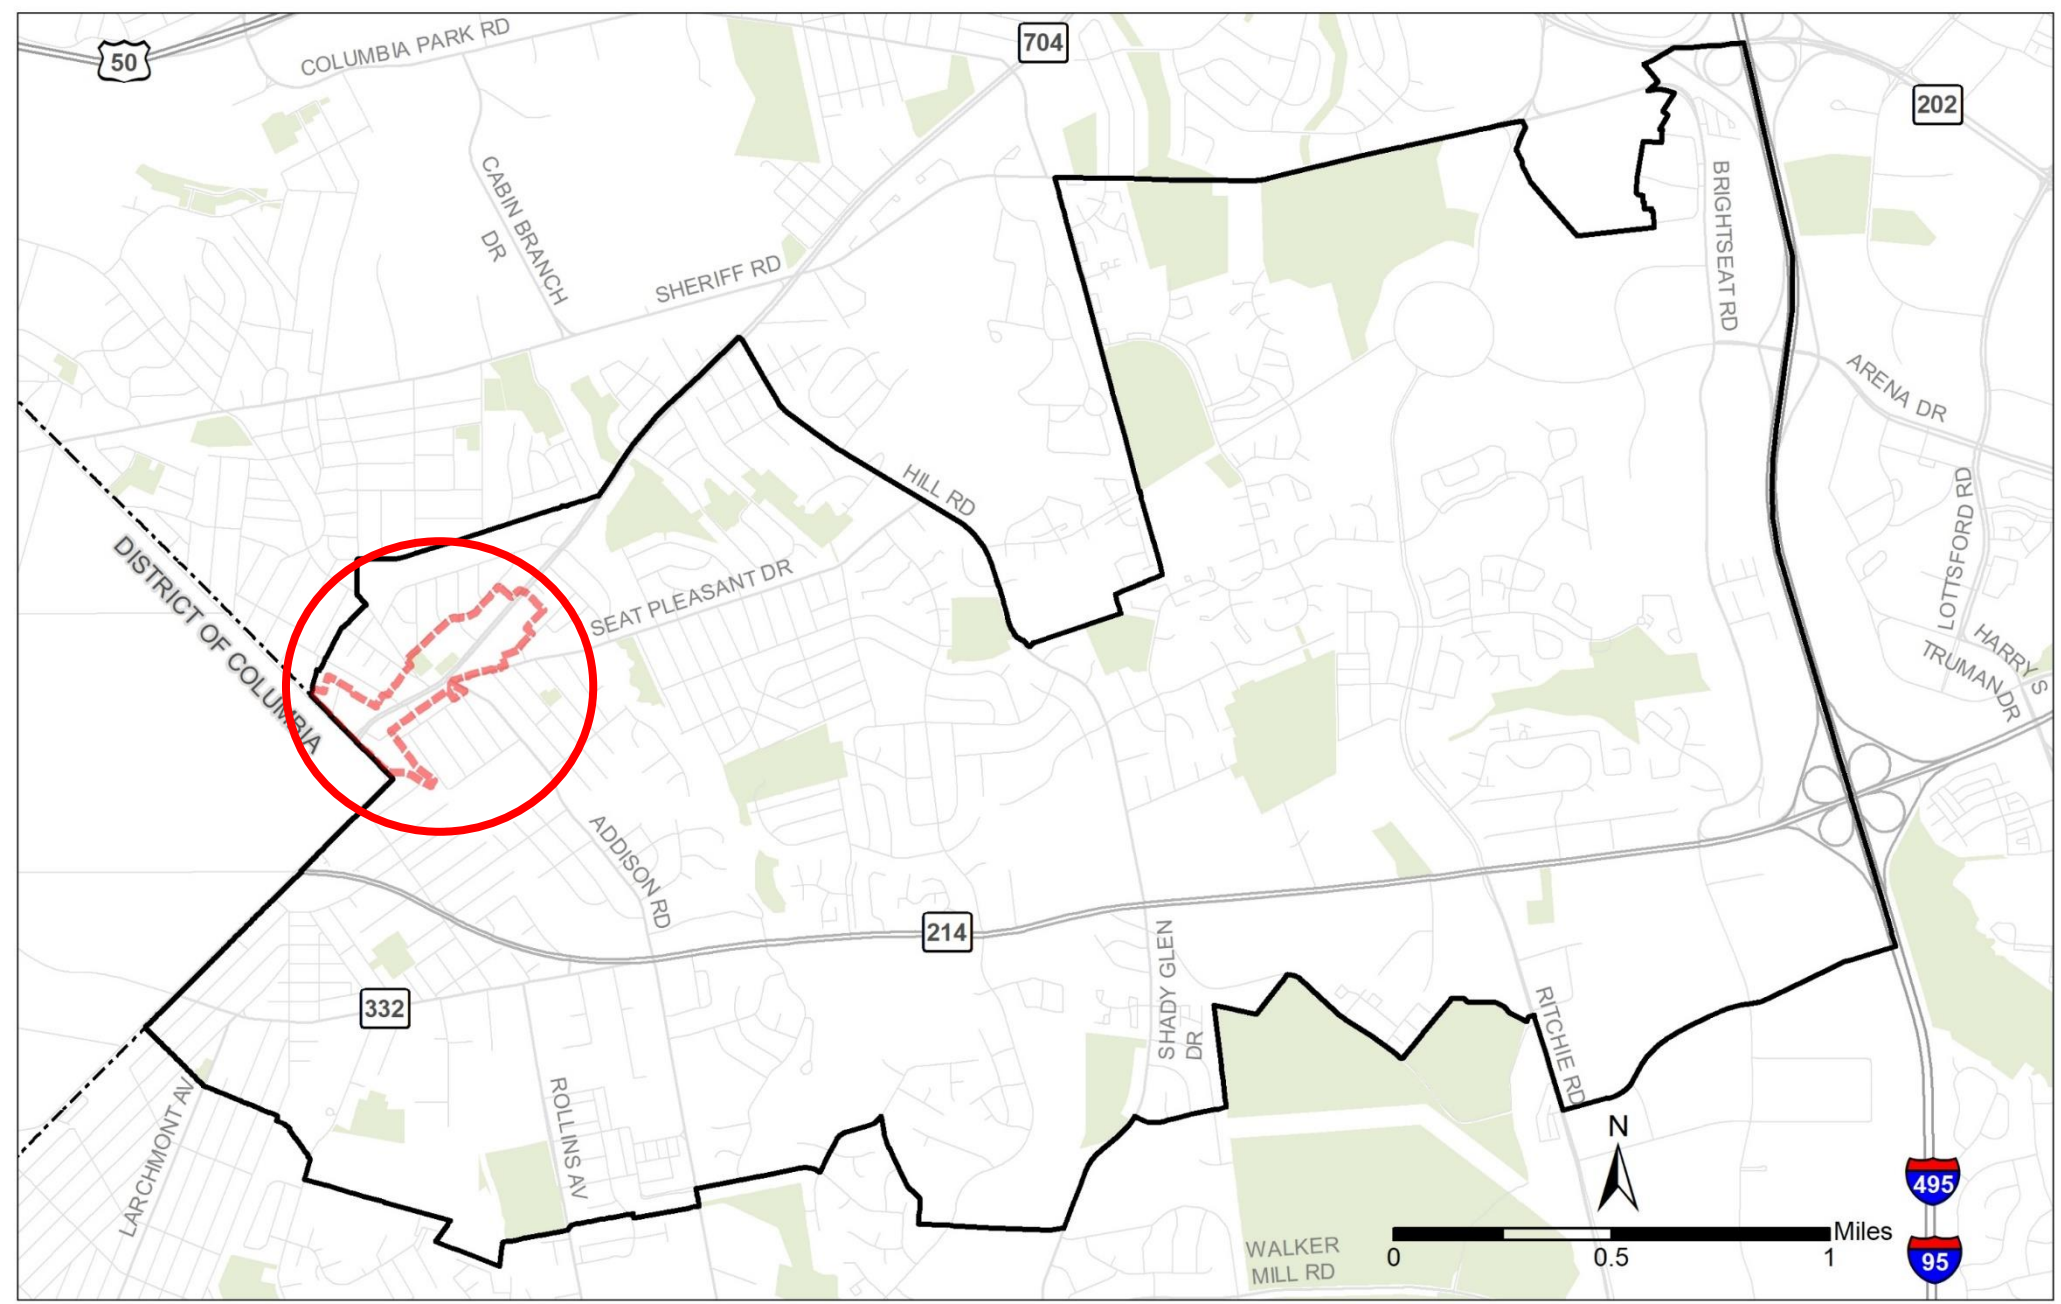 50
COLUMBIA PARK RD
704
202
CABIN BRANCH
DR
SHERIFF RD
BRIGHTSEAT RD
ARENA DR
HILL RD
LOTTSFORD RD
DISTRICT OF COLUMBIA
SEAT PLEASANT DR
HARRY S
TRUMAN DR
ADDISON RD
214
SHADY GLEN
DR
332
RITCHIE RD
LARCHMONT AV
ROLLINS AV
N
495
Miles
0
0.5
1
WALKER
MILL RD
95